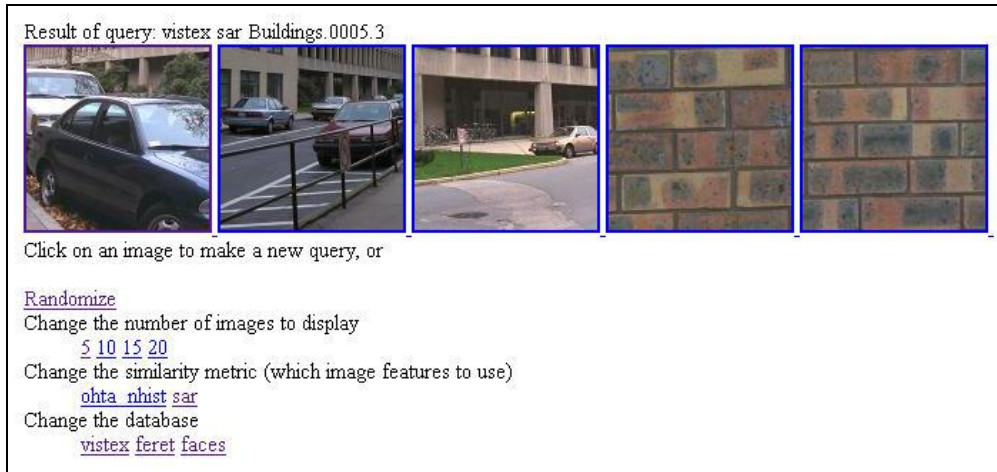 Result of query: vistex sar Buildings.0005.3
Click on an image to make a new query, or
Randomize
Change the number of images to display
5 10 15 20
Change the similarity metric (which image features to use)
ohta_nhist sar
Change the database
vistex feret faces